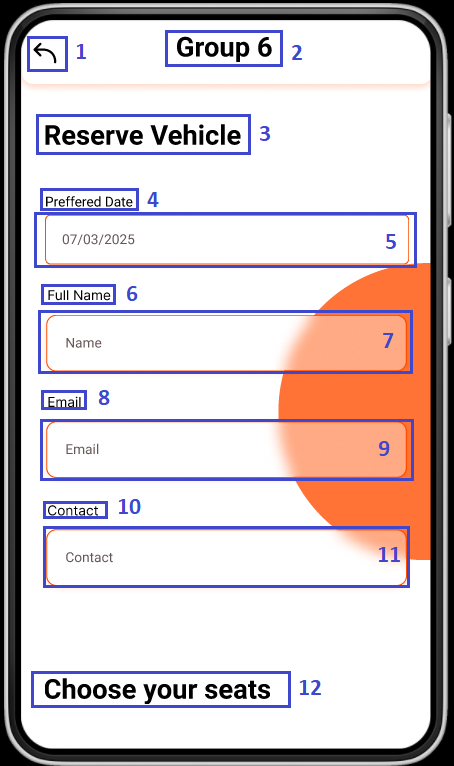 1
Group 6 2
Reserve Vehicle 3
Preffered Date 4
07/03/2025 5
Full Name 6
Name 7
Email 8
Email 9
Contact 10
Contact 11
Choose your seats 12